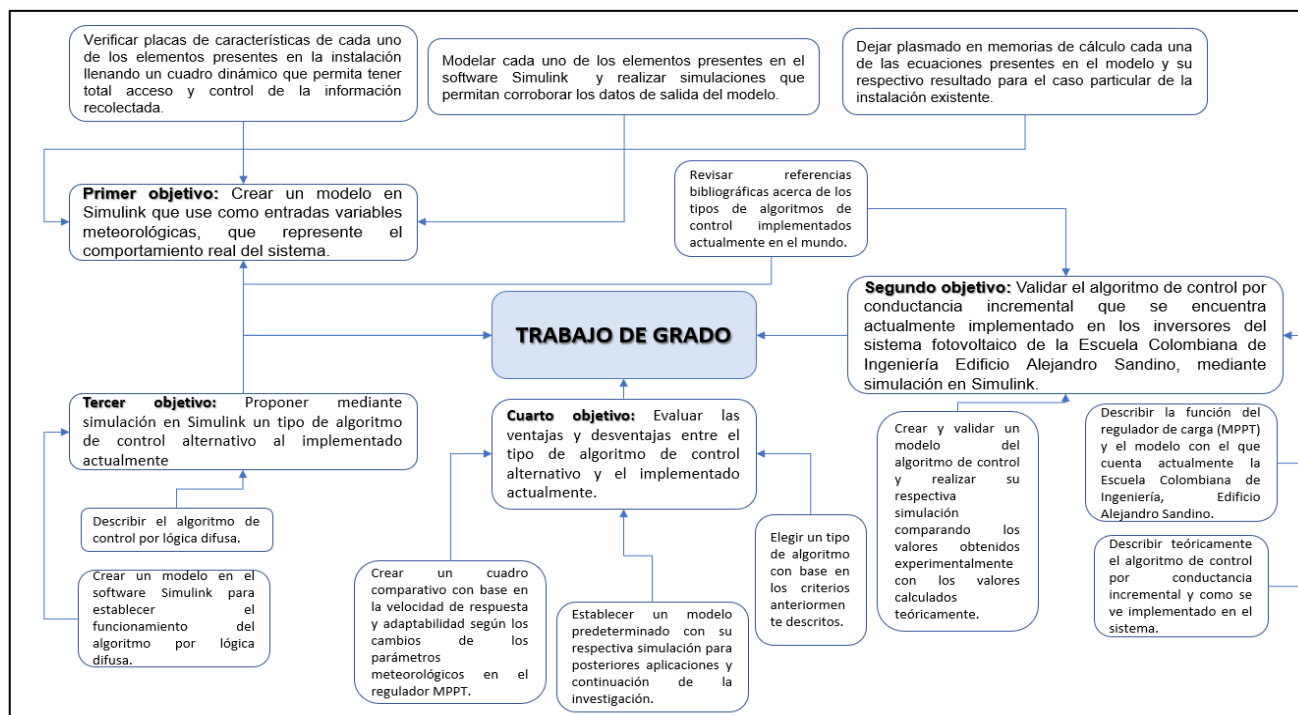 Verificar placas de características de cada uno
de los elementos presentes en la instalación
llenando un cuadro dinámico que permita tener
total acceso y control de la información
recolectada.
Modelar cada uno de los elementos presentes en el
software Simulink y realizar simulaciones que
permitan corroborar los datos de salida del modelo.
Dejar plasmado en memorias de cálculo cada una
de las ecuaciones presentes en el modelo y su
respectivo resultado para el caso particular de la
instalación existente.
Primer objetivo: Crear un modelo en
Simulink que use como entradas variables
meteorológicas, que represente el
comportamiento real del sistema.
Revisar referencias
bibliográficas acerca de los
tipos de algoritmos de
control implementados
actualmente en el mundo.
TRABAJO DE GRADO
Segundo objetivo: Validar el algoritmo de control por
conductancia incremental que se encuentra
actualmente implementado en los inversores del
sistema fotovoltaico de la Escuela Colombiana de
Ingeniería Edificio Alejandro Sandino, mediante
simulación en Simulink.
Tercer objetivo: Proponer mediante
simulación en Simulink un tipo de algoritmo
de control alternativo al implementado
actualmente
Cuarto objetivo: Evaluar las
ventajas y desventajas entre el
tipo de algoritmo de control
alternativo y el implementado
actualmente.
Crear y validar un
modelo del
algoritmo de control
y realizar su
respectiva
simulación
comparando los
valores obtenidos
experimentalmente
con los valores
calculados
teóricamente.
Describir la función del
regulador de carga (MPPT)
y el modelo con el que
cuenta actualmente la
Escuela Colombiana de
Ingeniería, Edificio
Alejandro Sandino.
Describir el algoritmo de
control por lógica difusa.
Crear un modelo en el
software Simulink para
establecer el
funcionamiento del
algoritmo por lógica
difusa.
Crear un cuadro
comparativo con base en
la velocidad de respuesta
y adaptabilidad según los
cambios de los
parámetros
meteorológicos en el
regulador MPPT.
Establecer un modelo
predeterminado con su
respectiva simulación para
posteriores aplicaciones y
continuación de la
investigación.
Elegir un tipo
de algoritmo
con base en
los criterios
anteriormen
te descritos.
Describir teóricamente
el algoritmo de control
por conductancia
incremental y como se
ve implementado en el
sistema.